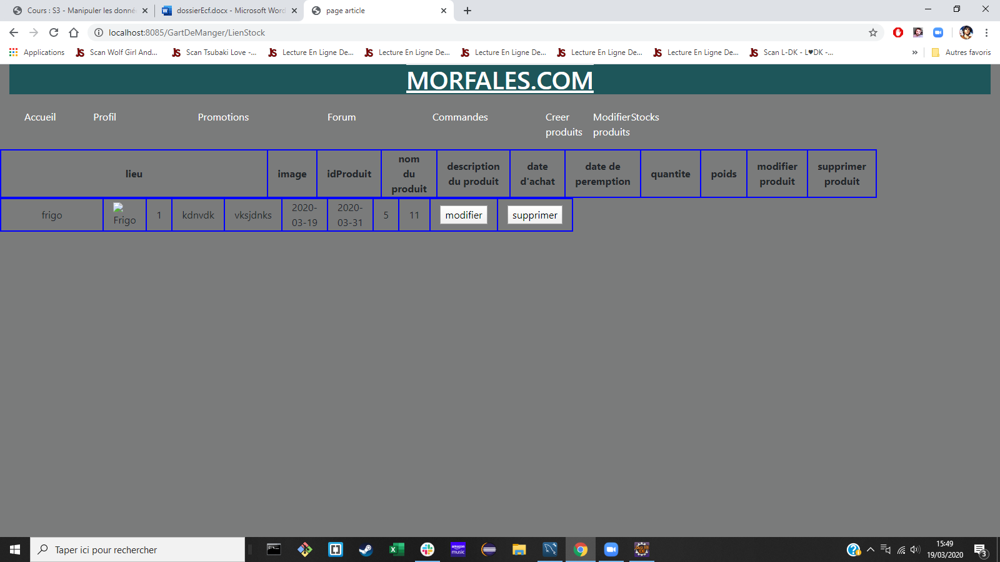 Cours : S3 - Manipuler les donné
dossierEcf.docx - Microsoft Word
page article
localhost:8085/GartDeManger/LienStock
Applications
Scan Wolf Girl And...
Scan Tsubaki Love -...
Lecture En Ligne De...
Lecture En Ligne De...
Lecture En Ligne De...
Lecture En Ligne De...
Lecture En Ligne De...
Scan L-DK - L♥DK -...
»
Autres favoris
MORFALES.COM
Accueil
Profil
Promotions
Forum
Commandes
Creer
produits
ModifierStocks
produits
lieu
image
idProduit
nom
du
produit
description
du produit
date
d'achat
date de
peremption
quantite
poids
modifier
produit
supprimer
produit
frigo
Frigo
1
kdnvdk
vksjdnks
2020-
03-19
2020-
03-31
5
11
modifier
supprimer
Taper ici pour rechercher
amazon
music
15:49
19/03/2020
3